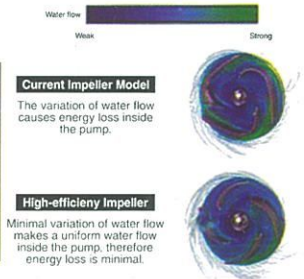 Water flow
Weak Strong
Current Impeller Model
The variation of water flow
causes energy loss inside
the pump.
High-efficieny Impeller
Minimal variation of water flow
makes a uniform water flow
inside the pump, therefore
energy loss is minimal.